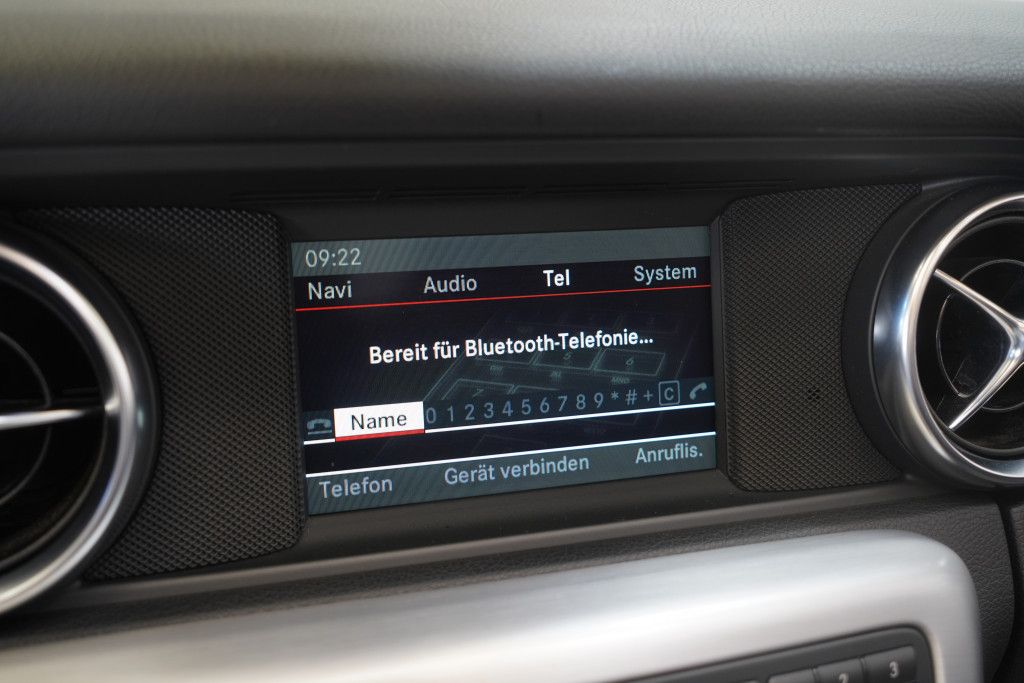 09:22
Navi Audio Tel System
Bereit für Bluetooth-Telefonie...
Name 0 1 2 3 4 5 6 7 8 9 * # + C
Telefon Gerät verbinden Anruflis.
2 3